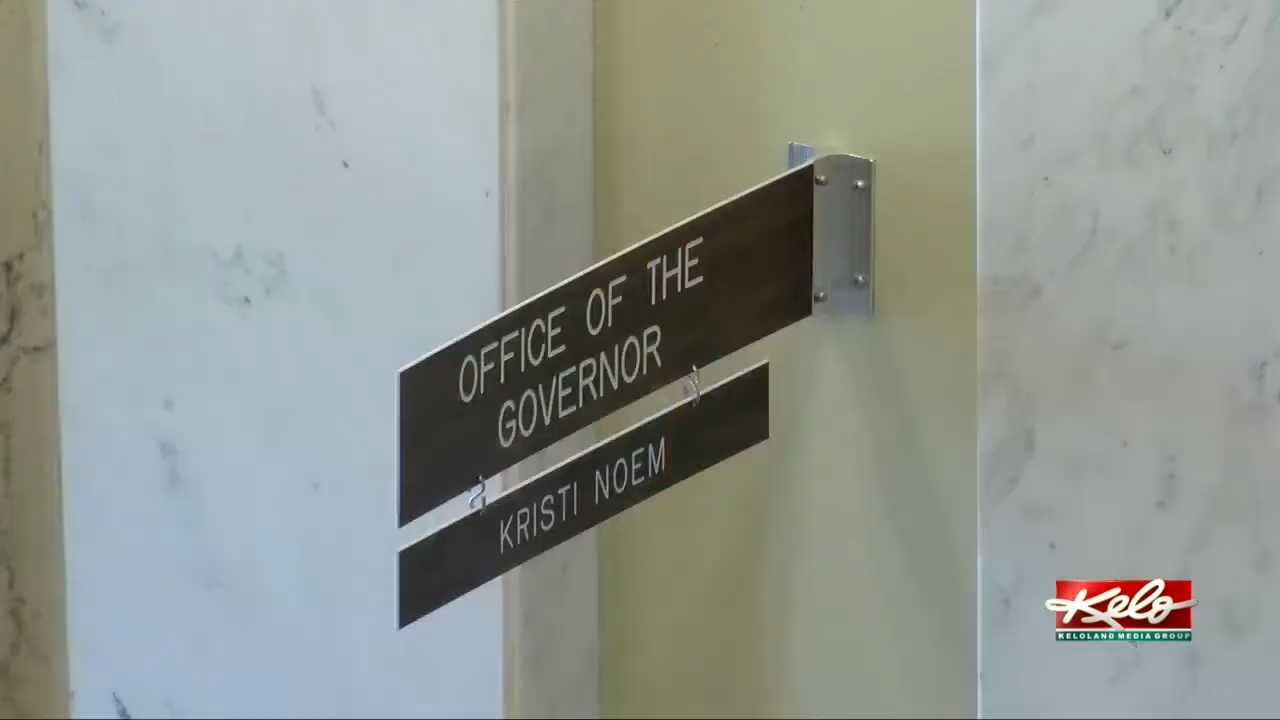 OFFICE OF THE
GOVERNOR
KRISTI NOEM
Kelo
KELOLAND MEDIA GROUP